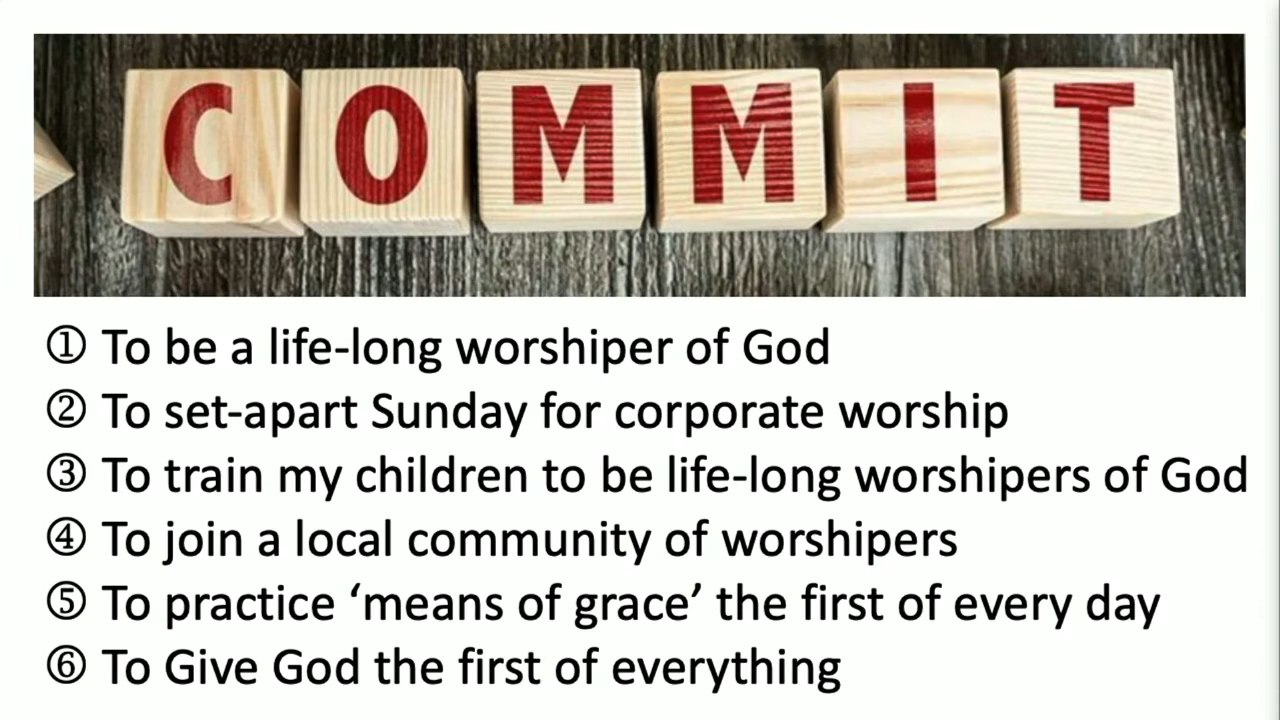 COMMIT
① To be a life-long worshiper of God
② To set-apart Sunday for corporate worship
③ To train my children to be life-long worshipers of God
④ To join a local community of worshipers
⑤ To practice ‘means of grace’ the first of every day
⑥ To Give God the first of everything